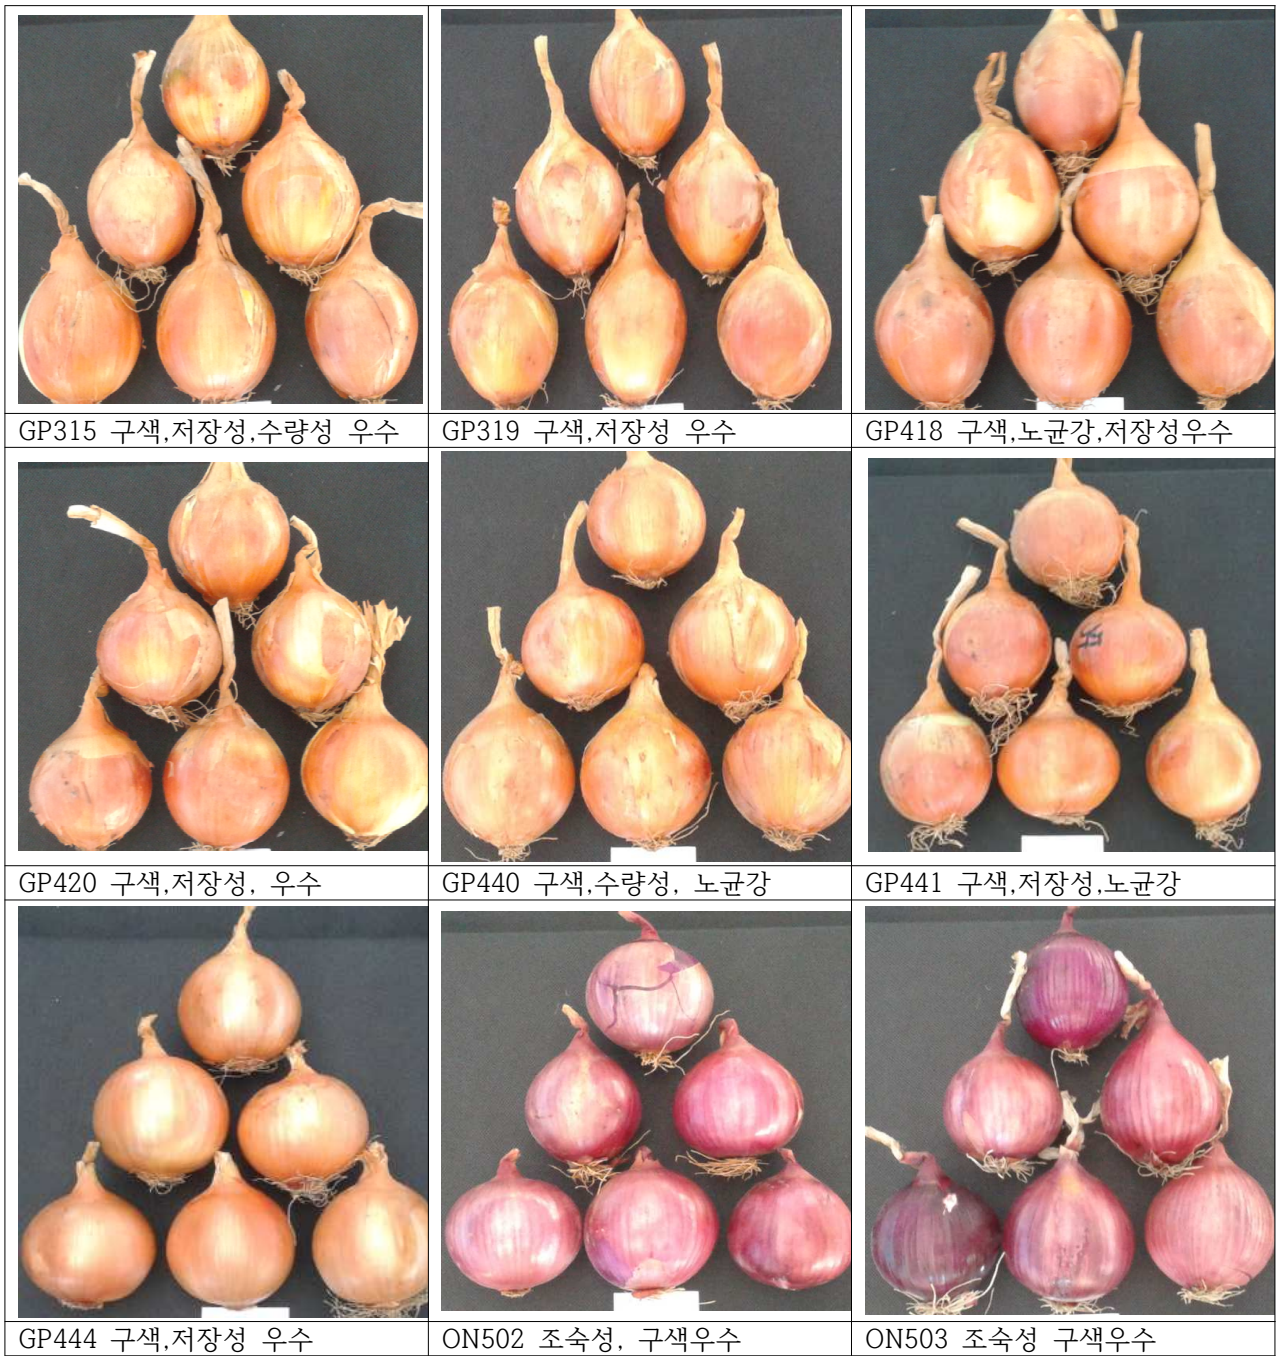 GP315 구색,저장성,수량성 우수
GP319 구색,저장성 우수
GP418 구색,노균강,저장성우수
GP420 구색,저장성, 우수
GP440 구색,수량성, 노균강
GP441 구색,저장성,노균강
GP444 구색,저장성 우수
ON502 조숙성, 구색우수
ON503 조숙성 구색우수